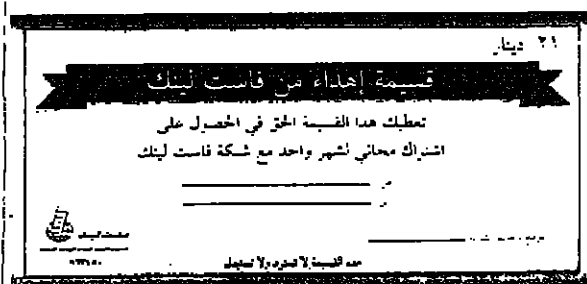 ٢١ دينار
قسيمة إهداء من فاست لينك
تعطيك هذا القسيمة الحق في الحصول على
اشتراك مجاني لشهر واحد مع شبكة فاست لينك
هذه القسيمة لا تسترد ولا تستبدل